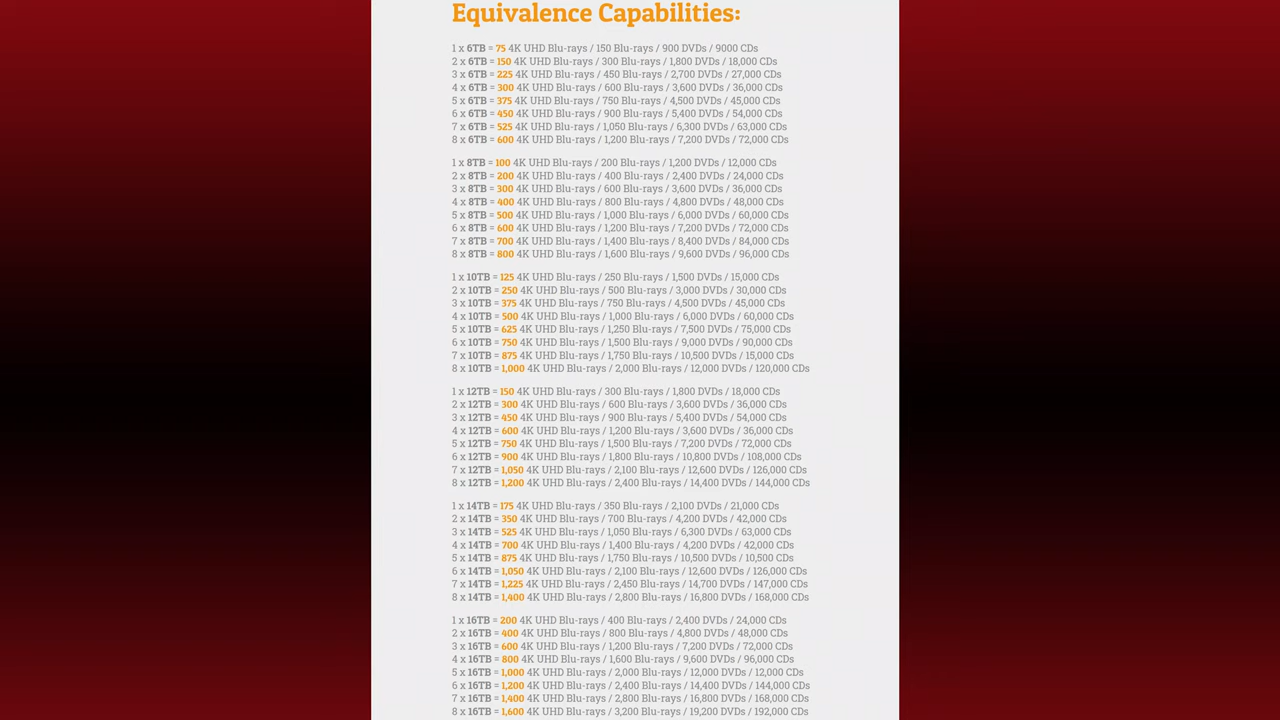 Equivalence Capabilities:
1 x 6TB = 75 4K UHD Blu-rays / 150 Blu-rays / 900 DVDs / 9000 CDs
2 x 6TB = 150 4K UHD Blu-rays / 300 Blu-rays / 1,800 DVDs / 18,000 CDs
3 x 6TB = 225 4K UHD Blu-rays / 450 Blu-rays / 2,700 DVDs / 27,000 CDs
4 x 6TB = 300 4K UHD Blu-rays / 600 Blu-rays / 3,600 DVDs / 36,000 CDs
5 x 6TB = 375 4K UHD Blu-rays / 750 Blu-rays / 4,500 DVDs / 45,000 CDs
6 x 6TB = 450 4K UHD Blu-rays / 900 Blu-rays / 5,400 DVDs / 54,000 CDs
7 x 6TB = 525 4K UHD Blu-rays / 1,050 Blu-rays / 6,300 DVDs / 63,000 CDs
8 x 6TB = 600 4K UHD Blu-rays / 1,200 Blu-rays / 7,200 DVDs / 72,000 CDs
1 x 8TB = 100 4K UHD Blu-rays / 200 Blu-rays / 1,200 DVDs / 12,000 CDs
2 x 8TB = 200 4K UHD Blu-rays / 400 Blu-rays / 2,400 DVDs / 24,000 CDs
3 x 8TB = 300 4K UHD Blu-rays / 600 Blu-rays / 3,600 DVDs / 36,000 CDs
4 x 8TB = 400 4K UHD Blu-rays / 800 Blu-rays / 4,800 DVDs / 48,000 CDs
5 x 8TB = 500 4K UHD Blu-rays / 1,000 Blu-rays / 6,000 DVDs / 60,000 CDs
6 x 8TB = 600 4K UHD Blu-rays / 1,200 Blu-rays / 7,200 DVDs / 72,000 CDs
7 x 8TB = 700 4K UHD Blu-rays / 1,400 Blu-rays / 8,400 DVDs / 84,000 CDs
8 x 8TB = 800 4K UHD Blu-rays / 1,600 Blu-rays / 9,600 DVDs / 96,000 CDs
1 x 10TB = 125 4K UHD Blu-rays / 250 Blu-rays / 1,500 DVDs / 15,000 CDs
2 x 10TB = 250 4K UHD Blu-rays / 500 Blu-rays / 3,000 DVDs / 30,000 CDs
3 x 10TB = 375 4K UHD Blu-rays / 750 Blu-rays / 4,500 DVDs / 45,000 CDs
4 x 10TB = 500 4K UHD Blu-rays / 1,000 Blu-rays / 6,000 DVDs / 60,000 CDs
5 x 10TB = 625 4K UHD Blu-rays / 1,250 Blu-rays / 7,500 DVDs / 75,000 CDs
6 x 10TB = 750 4K UHD Blu-rays / 1,500 Blu-rays / 9,000 DVDs / 90,000 CDs
7 x 10TB = 875 4K UHD Blu-rays / 1,750 Blu-rays / 10,500 DVDs / 15,000 CDs
8 x 10TB = 1,000 4K UHD Blu-rays / 2,000 Blu-rays / 12,000 DVDs / 120,000 CDs
1 x 12TB = 150 4K UHD Blu-rays / 300 Blu-rays / 1,800 DVDs / 18,000 CDs
2 x 12TB = 300 4K UHD Blu-rays / 600 Blu-rays / 3,600 DVDs / 36,000 CDs
3 x 12TB = 450 4K UHD Blu-rays / 900 Blu-rays / 5,400 DVDs / 54,000 CDs
4 x 12TB = 600 4K UHD Blu-rays / 1,200 Blu-rays / 3,600 DVDs / 36,000 CDs
5 x 12TB = 750 4K UHD Blu-rays / 1,500 Blu-rays / 7,200 DVDs / 72,000 CDs
6 x 12TB = 900 4K UHD Blu-rays / 1,800 Blu-rays / 10,800 DVDs / 108,000 CDs
7 x 12TB = 1,050 4K UHD Blu-rays / 2,100 Blu-rays / 12,600 DVDs / 126,000 CDs
8 x 12TB = 1,200 4K UHD Blu-rays / 2,400 Blu-rays / 14,400 DVDs / 144,000 CDs
1 x 14TB = 175 4K UHD Blu-rays / 350 Blu-rays / 2,100 DVDs / 21,000 CDs
2 x 14TB = 350 4K UHD Blu-rays / 700 Blu-rays / 4,200 DVDs / 42,000 CDs
3 x 14TB = 525 4K UHD Blu-rays / 1,050 Blu-rays / 6,300 DVDs / 63,000 CDs
4 x 14TB = 700 4K UHD Blu-rays / 1,400 Blu-rays / 4,200 DVDs / 42,000 CDs
5 x 14TB = 875 4K UHD Blu-rays / 1,750 Blu-rays / 10,500 DVDs / 10,500 CDs
6 x 14TB = 1,050 4K UHD Blu-rays / 2,100 Blu-rays / 12,600 DVDs / 126,000 CDs
7 x 14TB = 1,225 4K UHD Blu-rays / 2,450 Blu-rays / 14,700 DVDs / 147,000 CDs
8 x 14TB = 1,400 4K UHD Blu-rays / 2,800 Blu-rays / 16,800 DVDs / 168,000 CDs
1 x 16TB = 200 4K UHD Blu-rays / 400 Blu-rays / 2,400 DVDs / 24,000 CDs
2 x 16TB = 400 4K UHD Blu-rays / 800 Blu-rays / 4,800 DVDs / 48,000 CDs
3 x 16TB = 600 4K UHD Blu-rays / 1,200 Blu-rays / 7,200 DVDs / 72,000 CDs
4 x 16TB = 800 4K UHD Blu-rays / 1,600 Blu-rays / 9,600 DVDs / 96,000 CDs
5 x 16TB = 1,000 4K UHD Blu-rays / 2,000 Blu-rays / 12,000 DVDs / 12,000 CDs
6 x 16TB = 1,200 4K UHD Blu-rays / 2,400 Blu-rays / 14,400 DVDs / 144,000 CDs
7 x 16TB = 1,400 4K UHD Blu-rays / 2,800 Blu-rays / 16,800 DVDs / 168,000 CDs
8 x 16TB = 1,600 4K UHD Blu-rays / 3,200 Blu-rays / 19,200 DVDs / 192,000 CDs